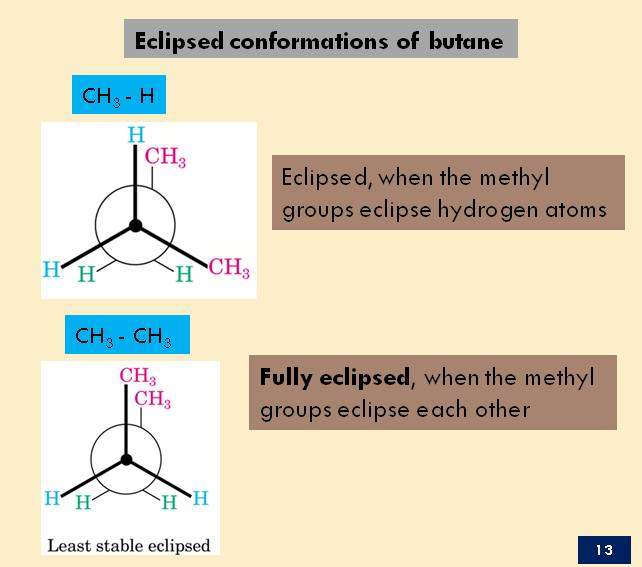 Eclipsed conformations of butane
CH₃ - H
H
CH₃
H H H CH₃
Eclipsed, when the methyl
groups eclipse hydrogen atoms
CH₃ - CH₃
CH₃
CH₃
H H H H
Least stable eclipsed
Fully eclipsed, when the methyl
groups eclipse each other
13